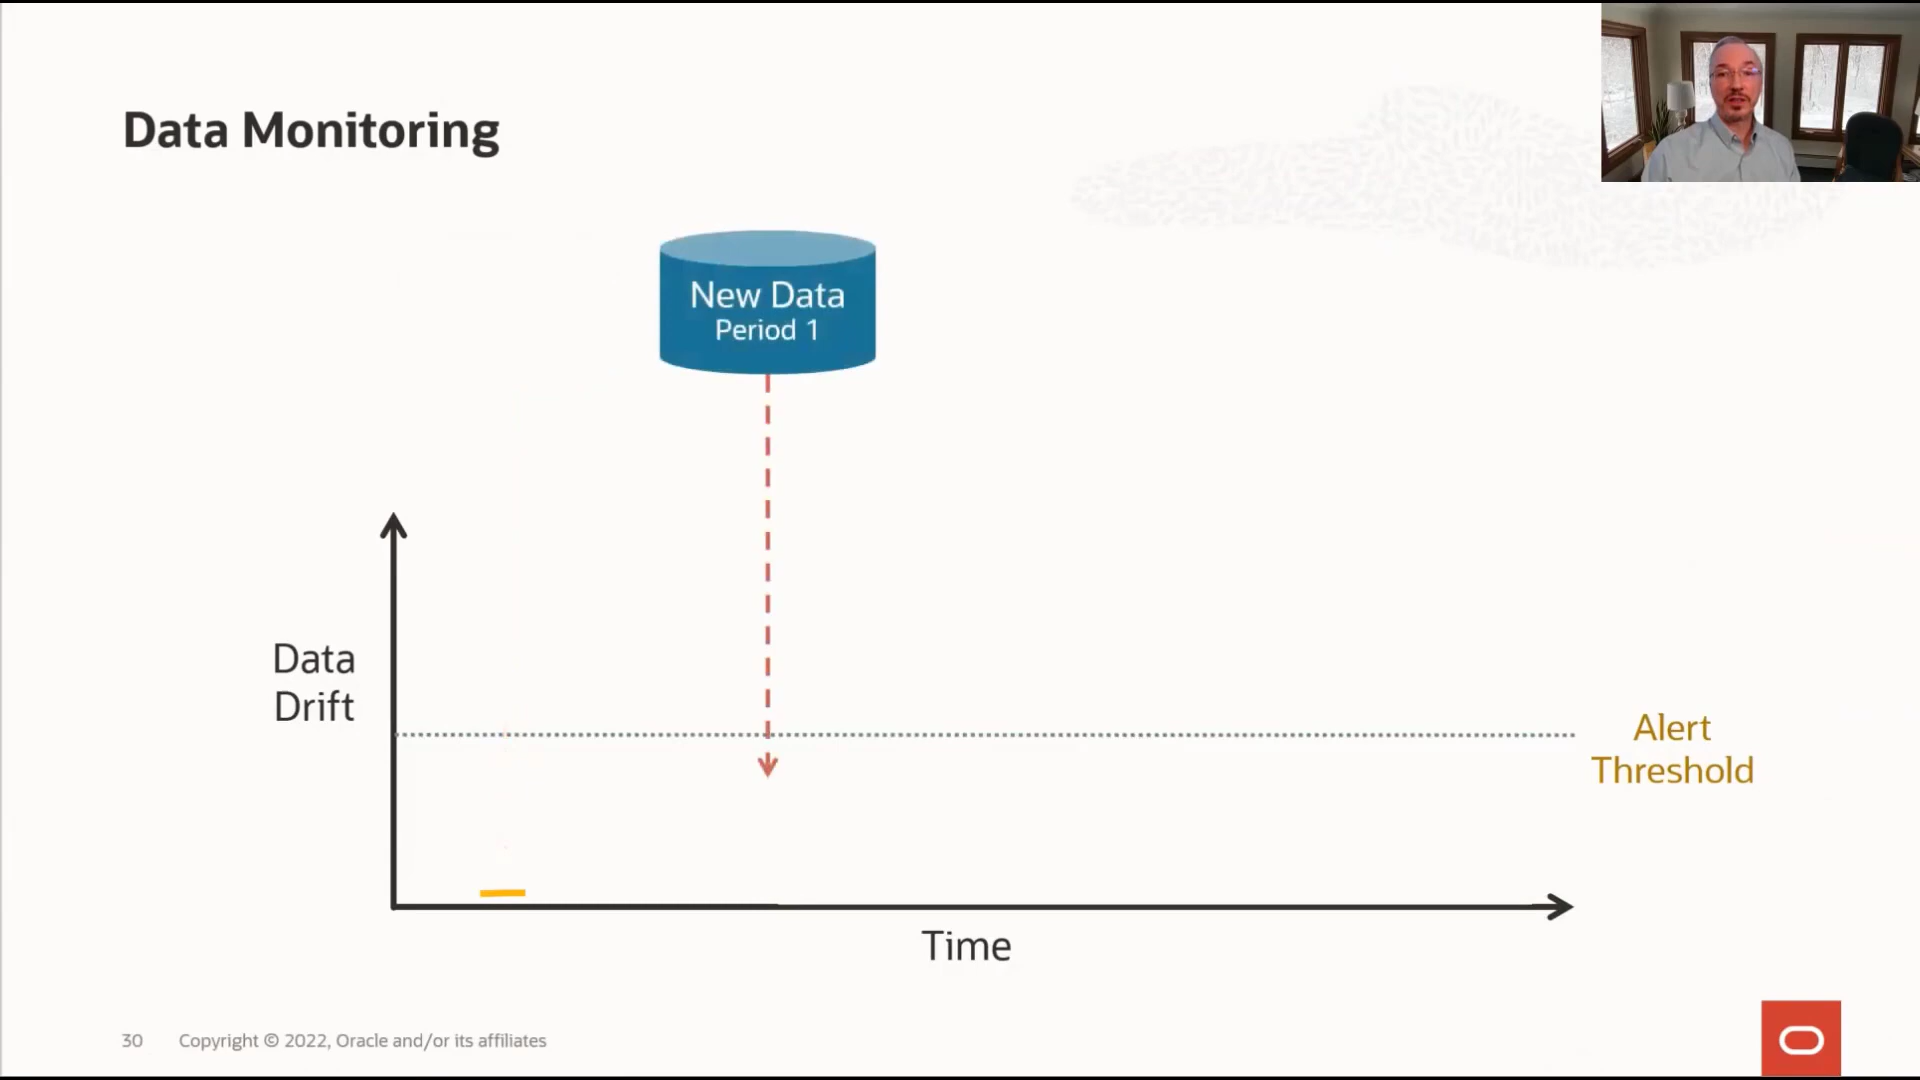 Data Monitoring
New Data
Period 1
Data
Drift
Alert
Threshold
Time
30 Copyright © 2022, Oracle and/or its affiliates